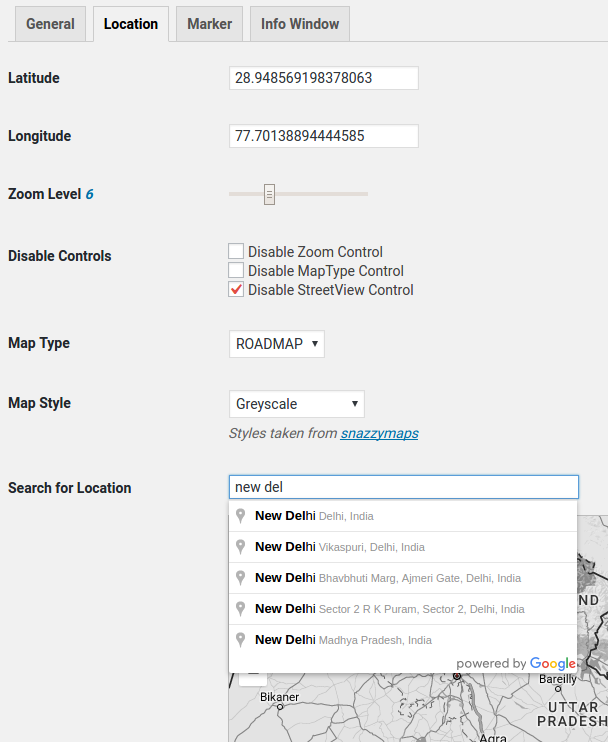 General Location Marker Info Window
Latitude 28.948569198378063
Longitude 77.70138894444585
Zoom Level 6
Disable Controls
Disable Zoom Control
Disable MapType Control
Disable StreetView Control
Map Type ROADMAP
Map Style Greyscale
Styles taken from snazzymaps
Search for Location new del
New Delhi Delhi, India
New Delhi Vikaspuri, Delhi, India
New Delhi Bhavbhuti Marg, Ajmeri Gate, Delhi, India
ND
New Delhi Sector 2 R K Puram, Sector 2, Delhi, India
New Delhi Madhya Pradesh, India
powered by Google
Bareilly
Bikaner
UTTAR
PRADESH
Agra